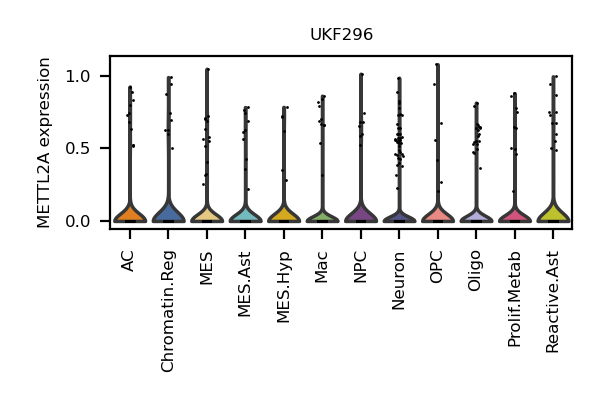 UKF296
METTL2A expression
1.0
0.5
0.0
AC
Chromatin.Reg
MES
MES.Ast
MES.Hyp
Mac
NPC
Neuron
OPC
Oligo
Prolif.Metab
Reactive.Ast